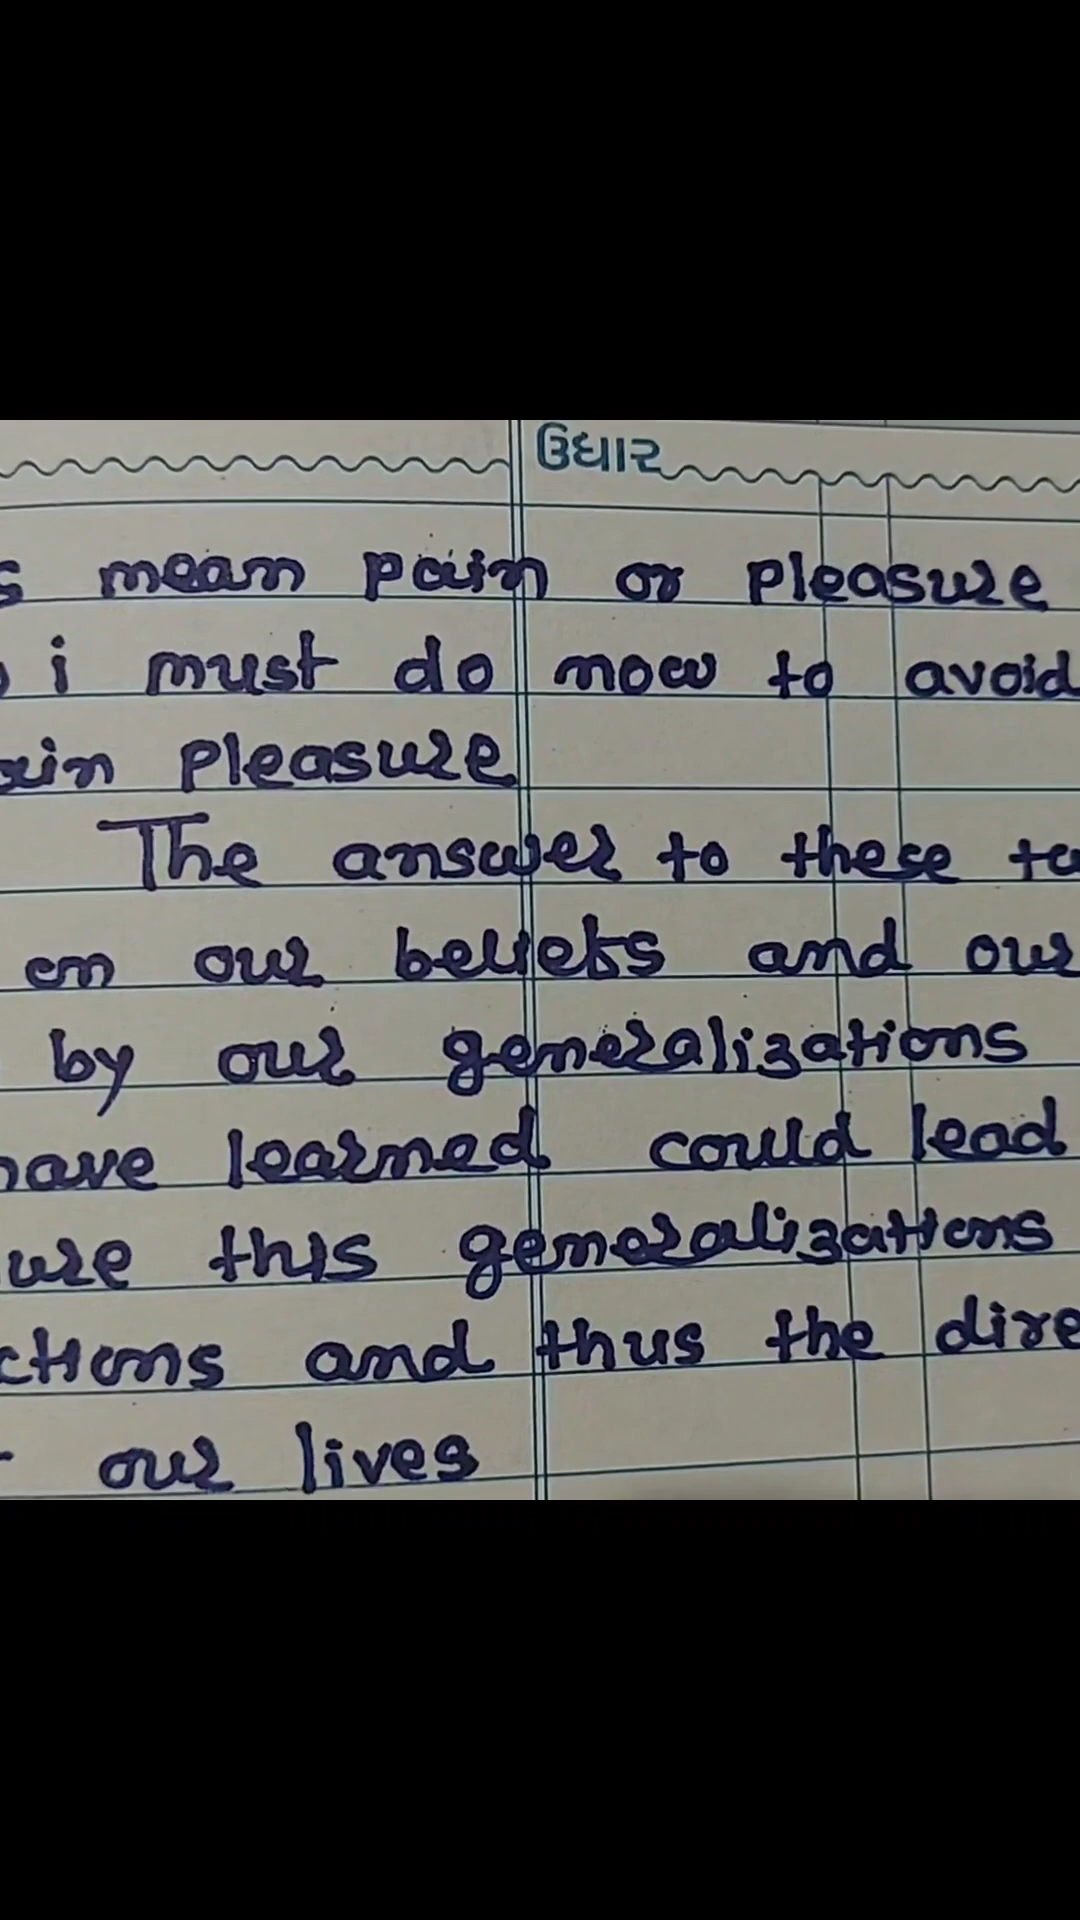 ઉધાર
mean pain or pleasure
i must do now to avoid
pleasure
The answer to these
on our beliefs and our
by our generalizations
have learned could lead
this generalizations
and thus the
our lives